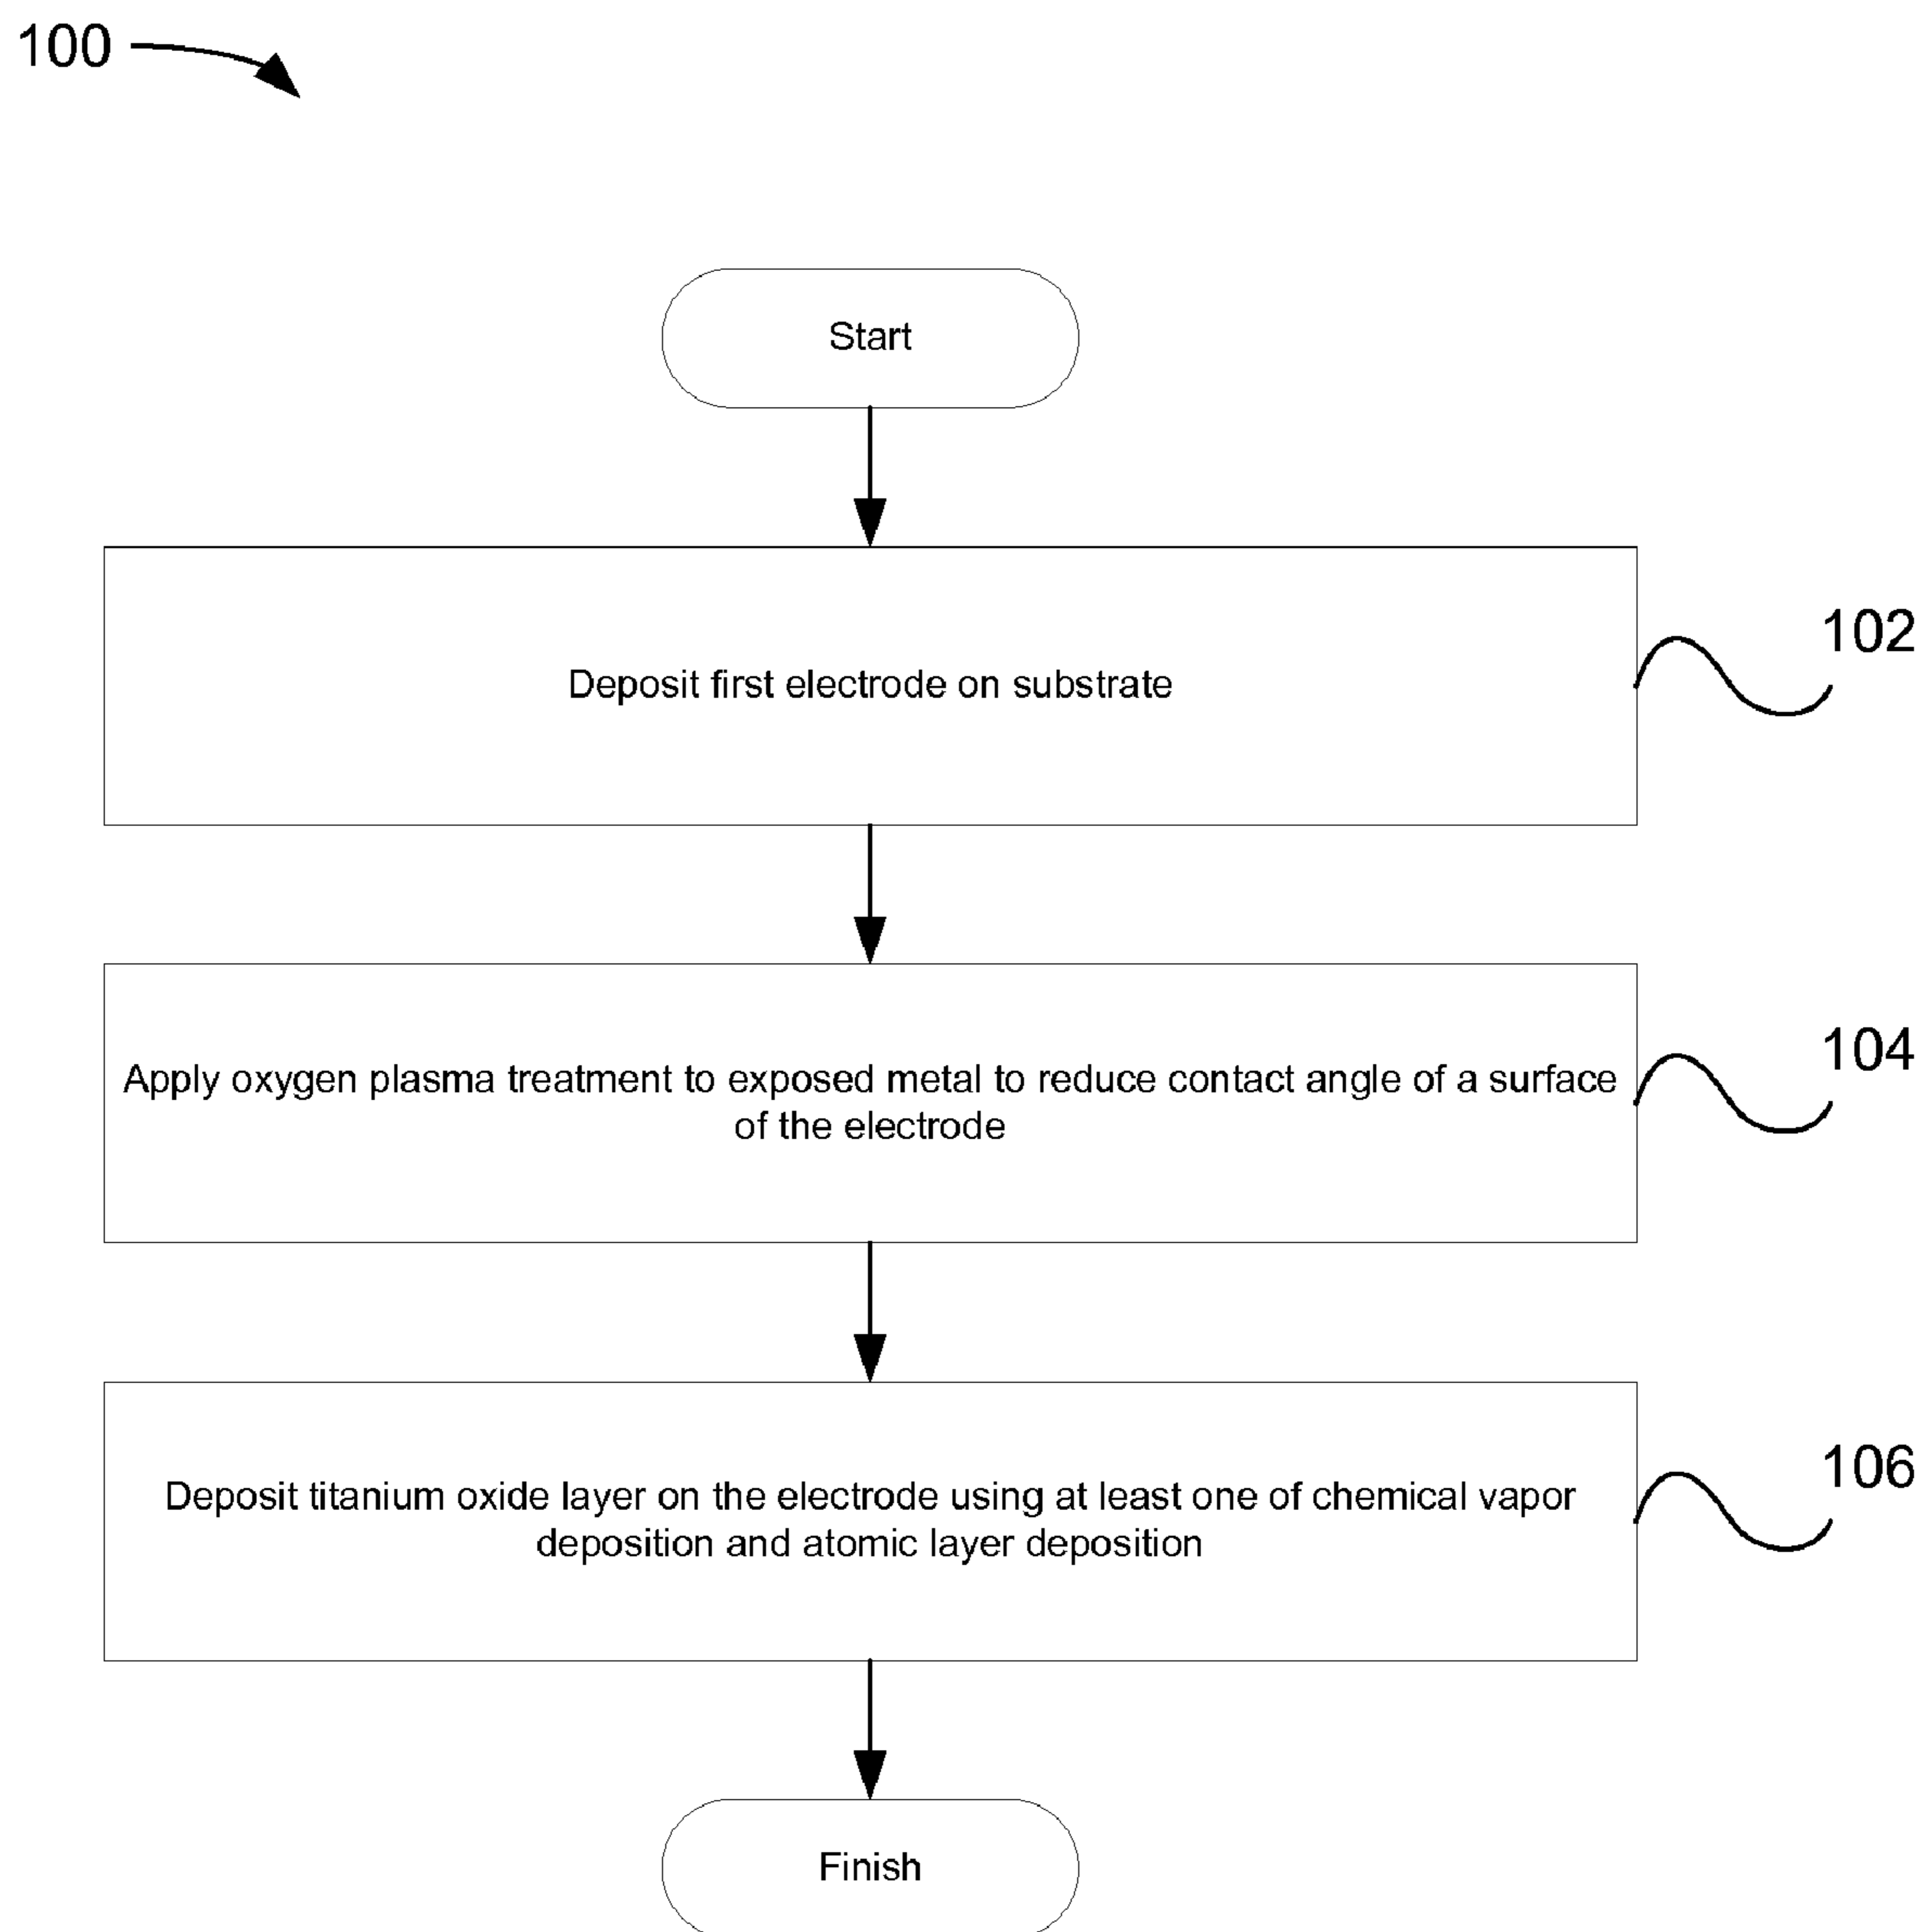 100
Start
Deposit first electrode on substrate
102
Apply oxygen plasma treatment to exposed metal to reduce contact angle of a surface
of the electrode
104
Deposit titanium oxide layer on the electrode using at least one of chemical vapor
deposition and atomic layer deposition
106
Finish